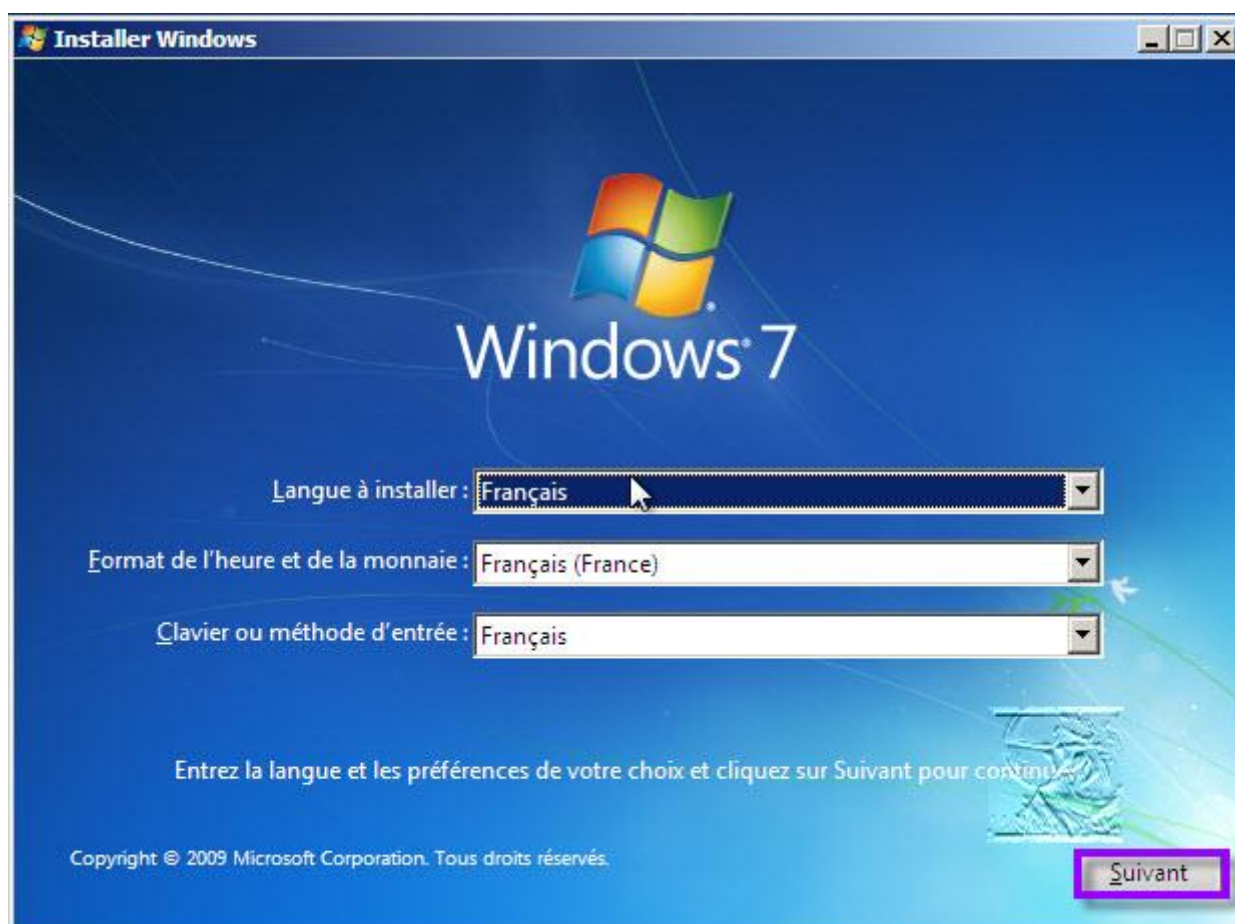 Installer Windows
Windows® 7
Langue à installer : Français
Format de l'heure et de la monnaie : Français (France)
Clavier ou méthode d'entrée : Français
Entrez la langue et les préférences de votre choix et cliquez sur Suivant pour continuer
Copyright © 2009 Microsoft Corporation. Tous droits réservés.
Suivant